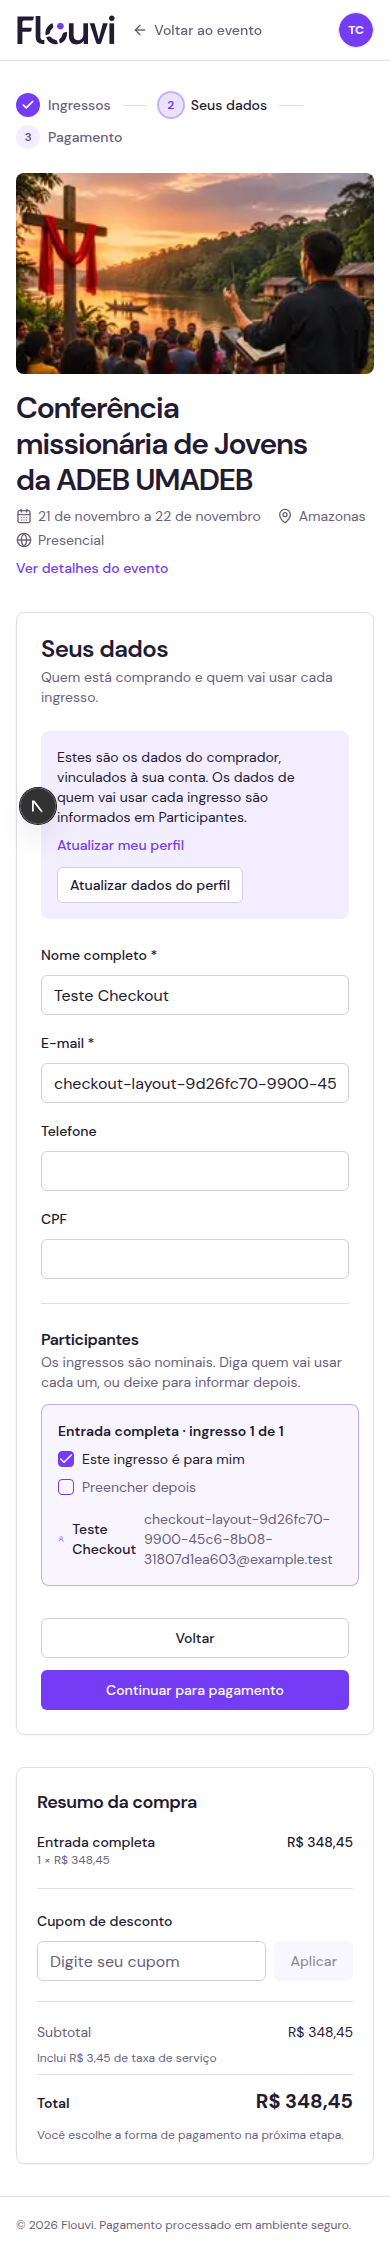 Flouvi
Voltar ao evento
TC
Ingressos
2 Seus dados
3 Pagamento
Conferência
missionária de Jovens
da ADEB UMADEB
21 de novembro a 22 de novembro
Amazonas
Presencial
Ver detalhes do evento
Seus dados
Quem está comprando e quem vai usar cada
ingresso.
Estes são os dados do comprador,
vinculados à sua conta. Os dados de
quem vai usar cada ingresso são
informados em Participantes.
Atualizar meu perfil
Atualizar dados do perfil
Nome completo *
Teste Checkout
E-mail *
checkout-layout-9d26fc70-9900-45
Telefone
CPF
Participantes
Os ingressos são nominais. Diga quem vai usar
cada um, ou deixe para informar depois.
Entrada completa · ingresso 1 de 1
Este ingresso é para mim
Preencher depois
Teste
Checkout
checkout-layout-9d26fc70-
9900-45c6-8b08-
31807d1ea603@example.test
Voltar
Continuar para pagamento
Resumo da compra
Entrada completa R$ 348,45
1 × R$ 348,45
Cupom de desconto
Digite seu cupom
Aplicar
Subtotal R$ 348,45
Inclui R$ 3,45 de taxa de serviço
Total R$ 348,45
Você escolhe a forma de pagamento na próxima etapa.
© 2026 Flouvi. Pagamento processado em ambiente seguro.